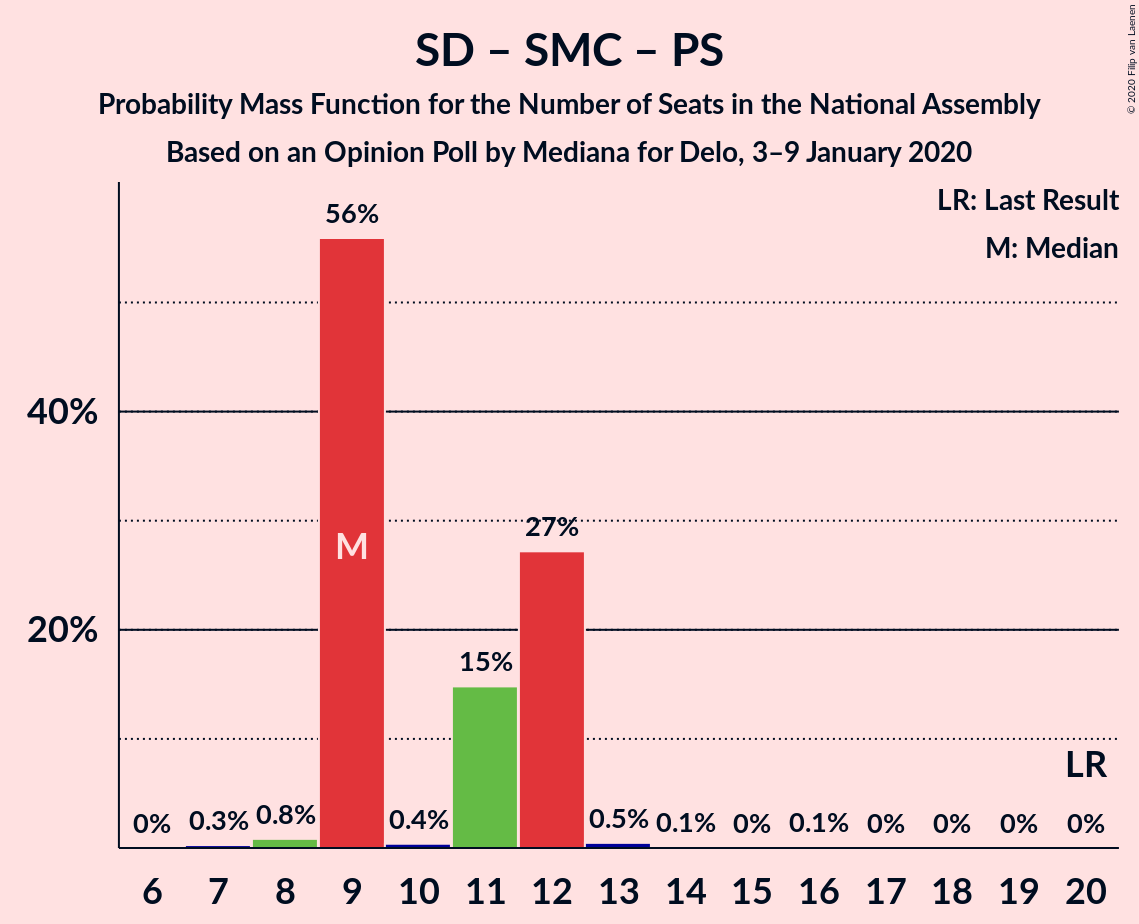 SD – SMC – PS
Probability Mass Function for the Number of Seats in the National Assembly
Based on an Opinion Poll by Mediana for Delo, 3–9 January 2020
© 2020 Filip van Laenen
LR: Last Result
M: Median
56%
40%
27%
M
20%
15%
LR
0% 0.3% 0.8% 0.4% 0.5% 0.1% 0% 0.1% 0% 0% 0% 0%
6 7 8 9 10 11 12 13 14 15 16 17 18 19 20